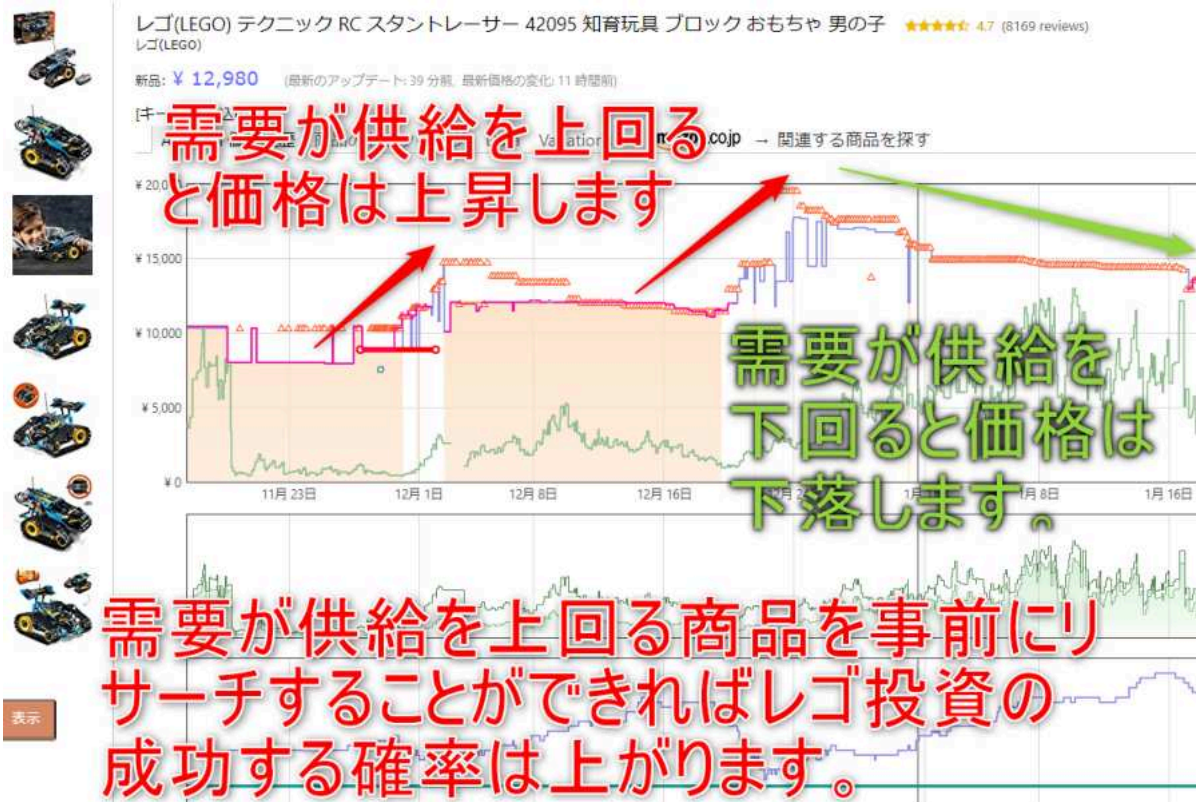 レゴ(LEGO) テクニック RC スタントレーサー 42095 知育玩具 ブロック おもちゃ 男の子 4.7 (8169 reviews)
レゴ(LEGO)
新品: ¥ 12,980 (最新のアップデート: 39 分前, 最新価格の変化: 11 時間前)
需要が供給を上回る
と価格は上昇します
.co.jp → 関連する商品を探す
¥ 20,000
¥ 15,000
¥ 10,000
¥ 5,000
¥ 0
需要が供給を
下回ると価格は
下落します。
11月 23日 12月 1日 12月 8日 12月 16日 1月 8日 1月 16日
需要が供給を上回る商品を事前にリ
サーチすることができればレゴ投資の
成功する確率は上がります。
表示